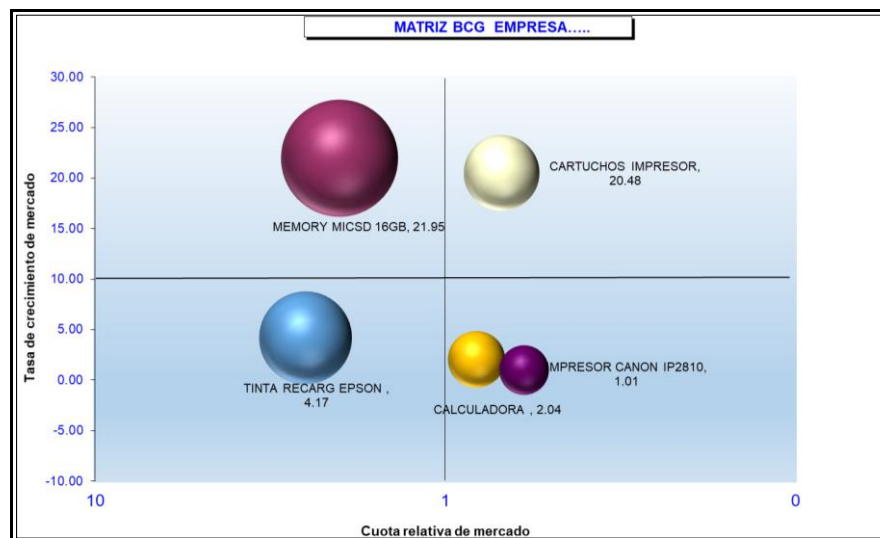 MATRIZ BCG EMPRESA…..
30.00
25.00
20.00
15.00
10.00
5.00
0.00
-5.00
-10.00
Tasa de crecimiento de mercado
CARTUCHOS IMPRESOR,
20.48
MEMORY MICSD 16GB, 21.95
MPRESOR CANON IP2810,
1.01
TINTA RECARG EPSON ,
4.17
CALCULADORA , 2.04
10
1
0
Cuota relativa de mercado